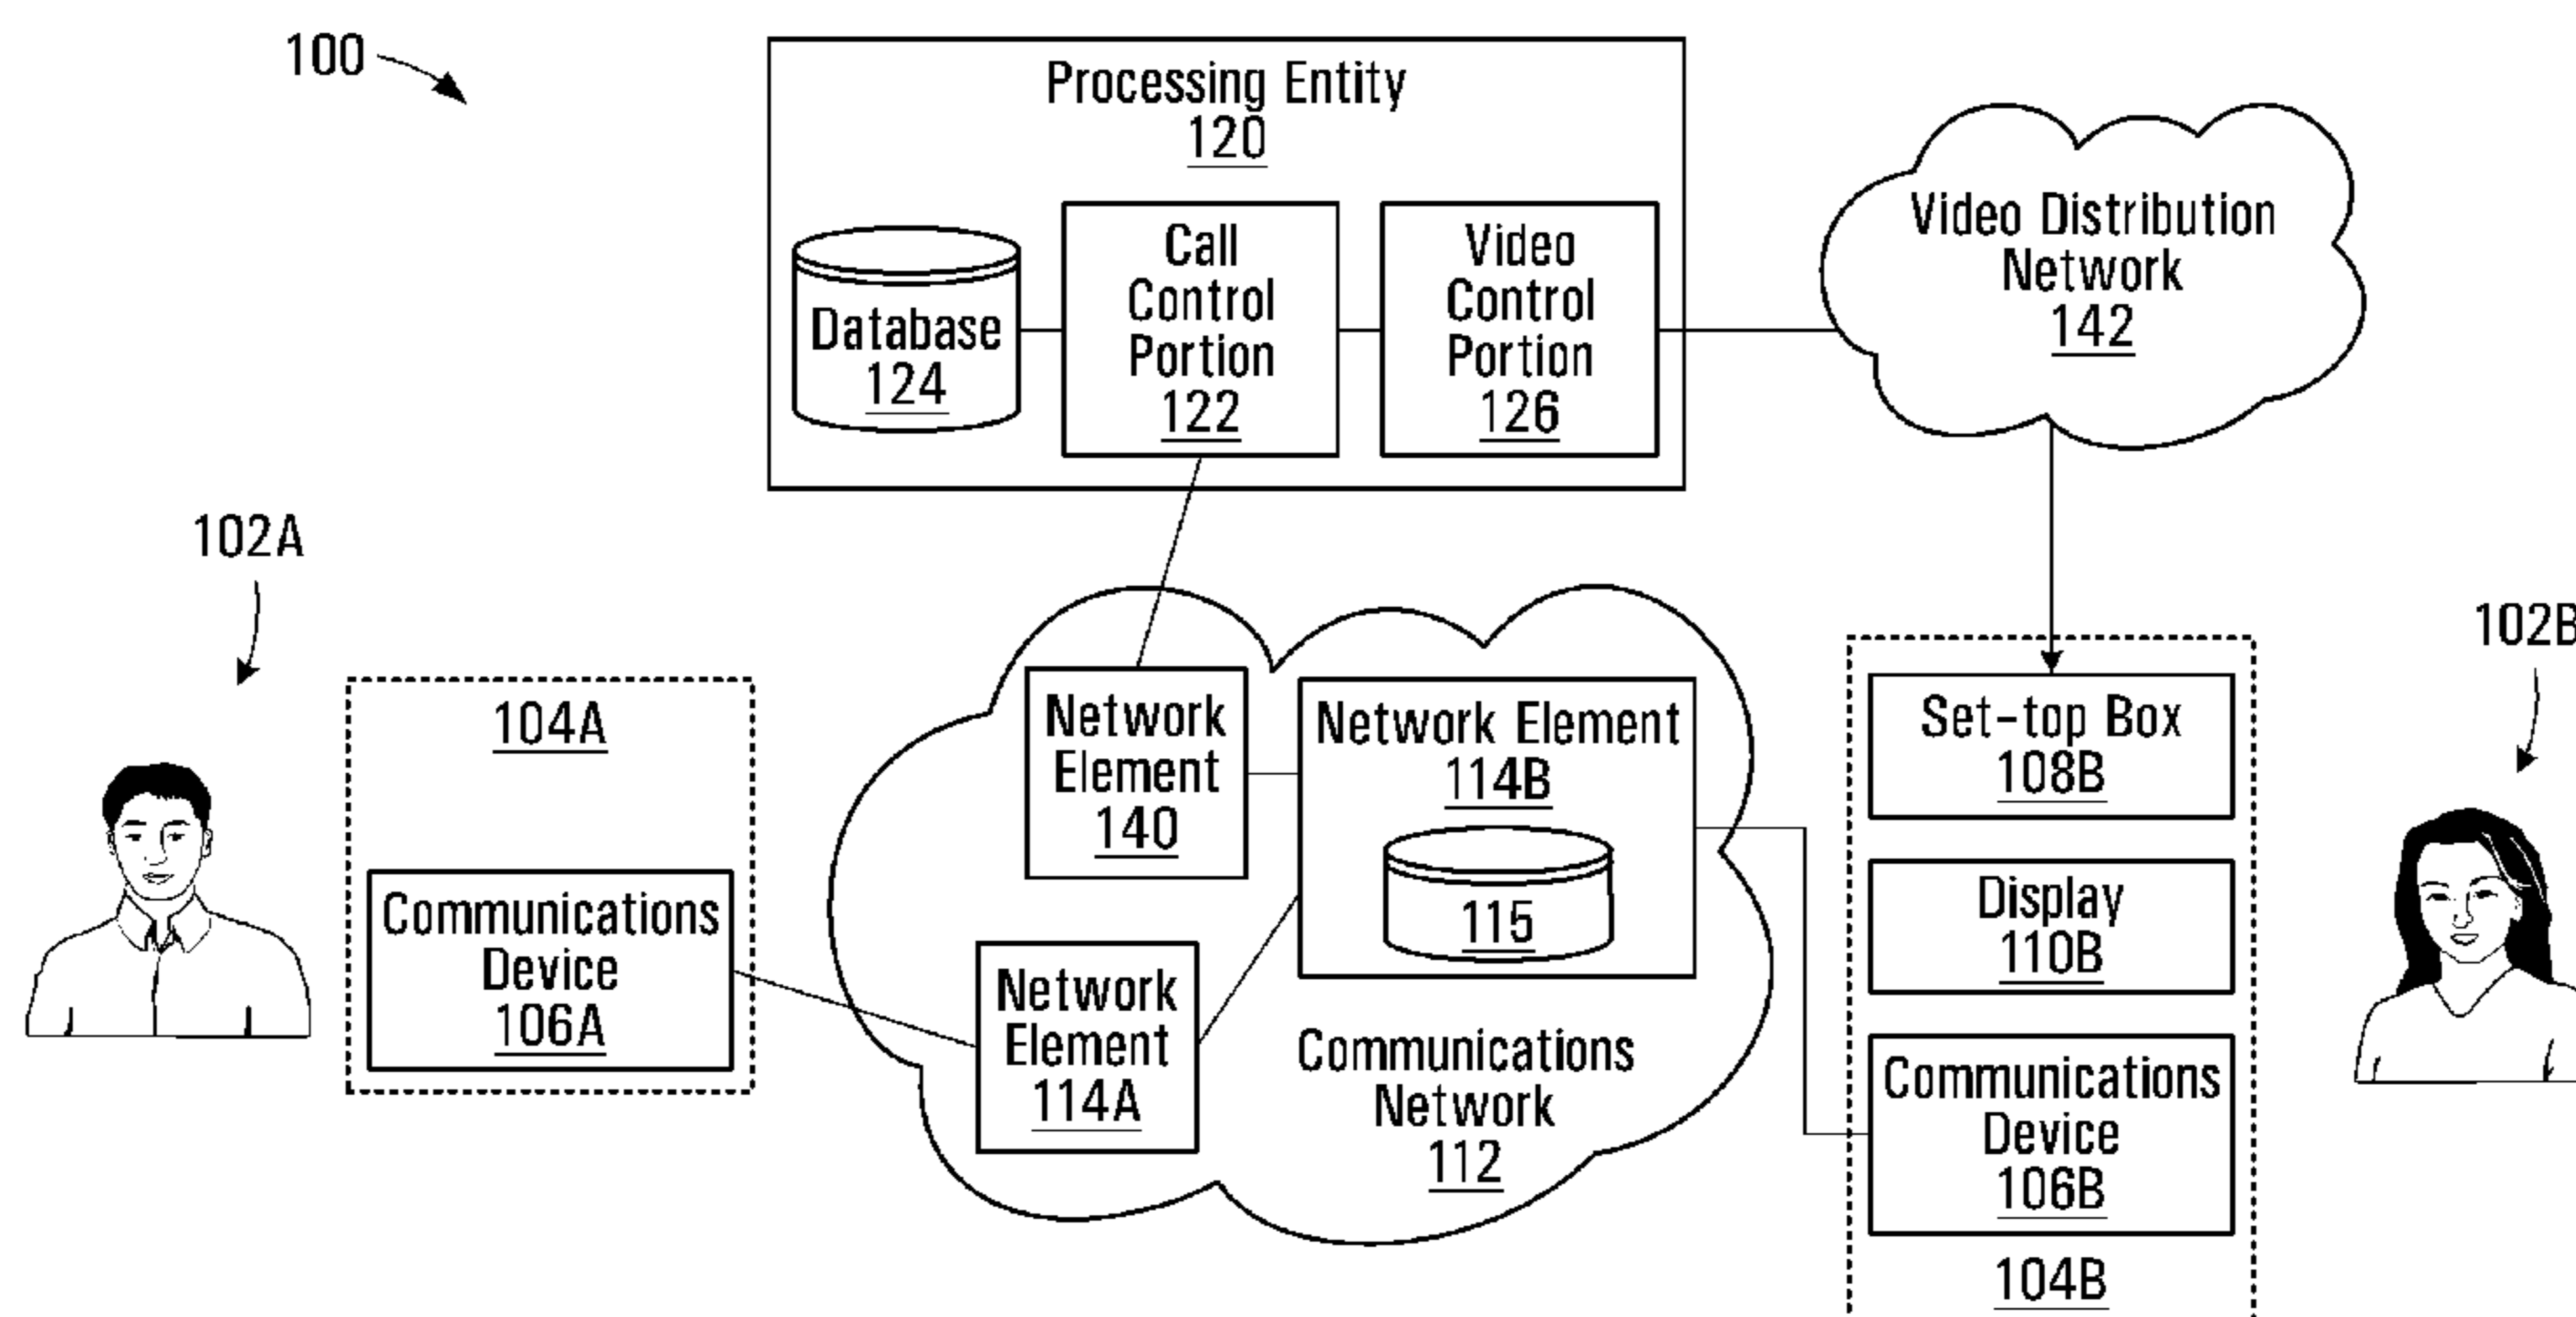 100
Processing Entity
120
Database
124
Call
Control
Portion
122
Video
Control
Portion
126
Video Distribution
Network
142
102A
104A
Communications
Device
106A
Network
Element
140
Network Element
114B
115
Network
Element
114A
Communications
Network
112
102B
Set-top Box
108B
Display
110B
Communications
Device
106B
104B